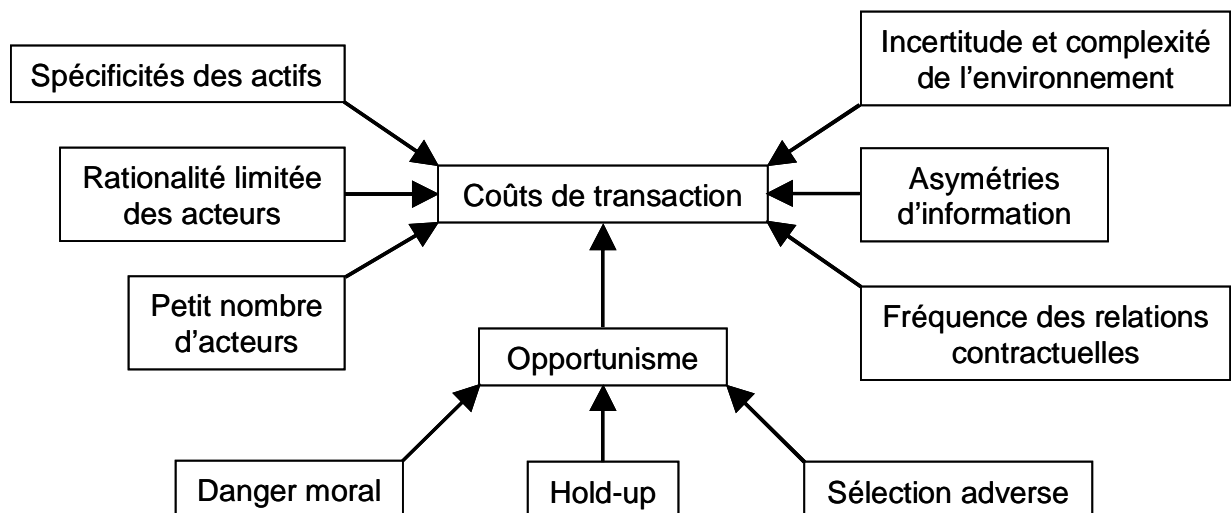 Spécificités des actifs
Incertitude et complexité
de l’environnement
Rationalité limitée
des acteurs
Coûts de transaction
Asymétries
d’information
Petit nombre
d’acteurs
Fréquence des relations
contractuelles
Opportunisme
Danger moral
Hold-up
Sélection adverse